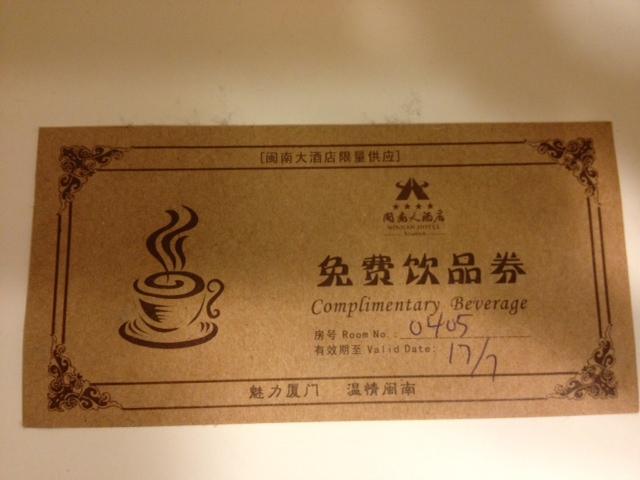 [闽南大酒店限量供应]
闽南大酒店
MINNAN HOTEL
免费饮品券
Complimentary Beverage
房号 Room No.: 0405
有效期至 Valid Date: 17/7
魅力厦门 温情闽南